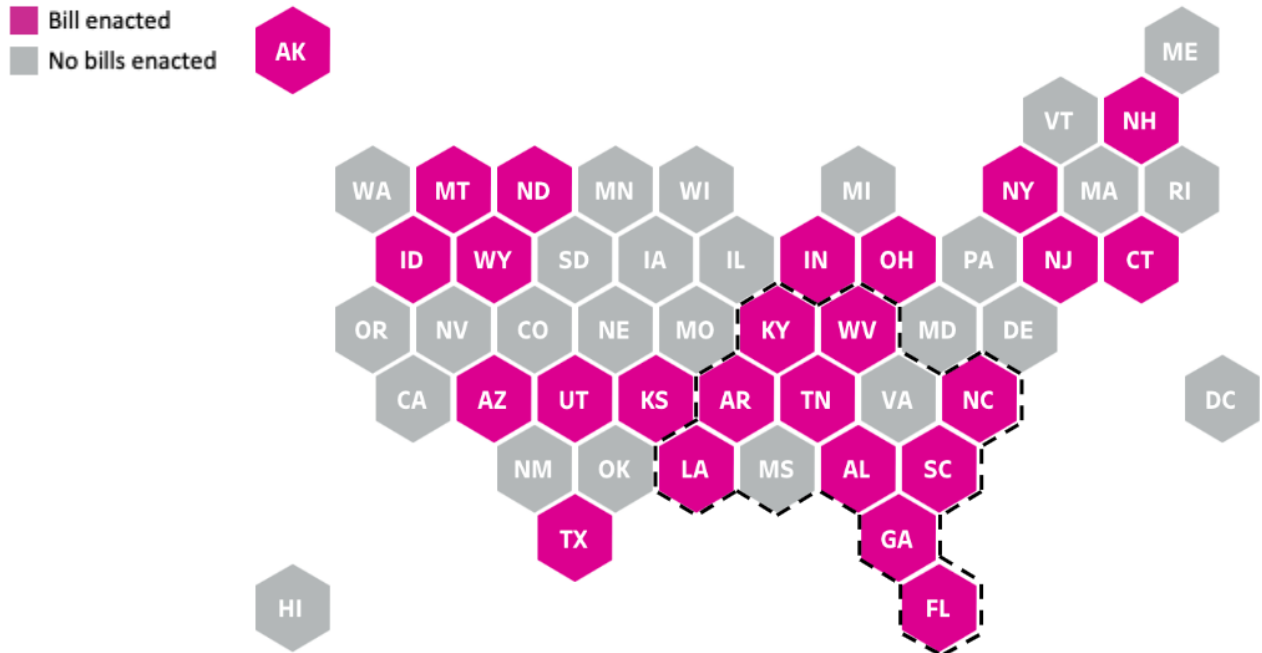 Bill enacted
No bills enacted
AK
ME
VT NH
WA MT ND MN WI MI NY MA RI
ID WY SD IA IL IN OH PA NJ CT
OR NV CO NE MO KY WV MD DE
CA AZ UT KS AR TN VA NC DC
NM OK LA MS AL SC
TX GA
HI FL